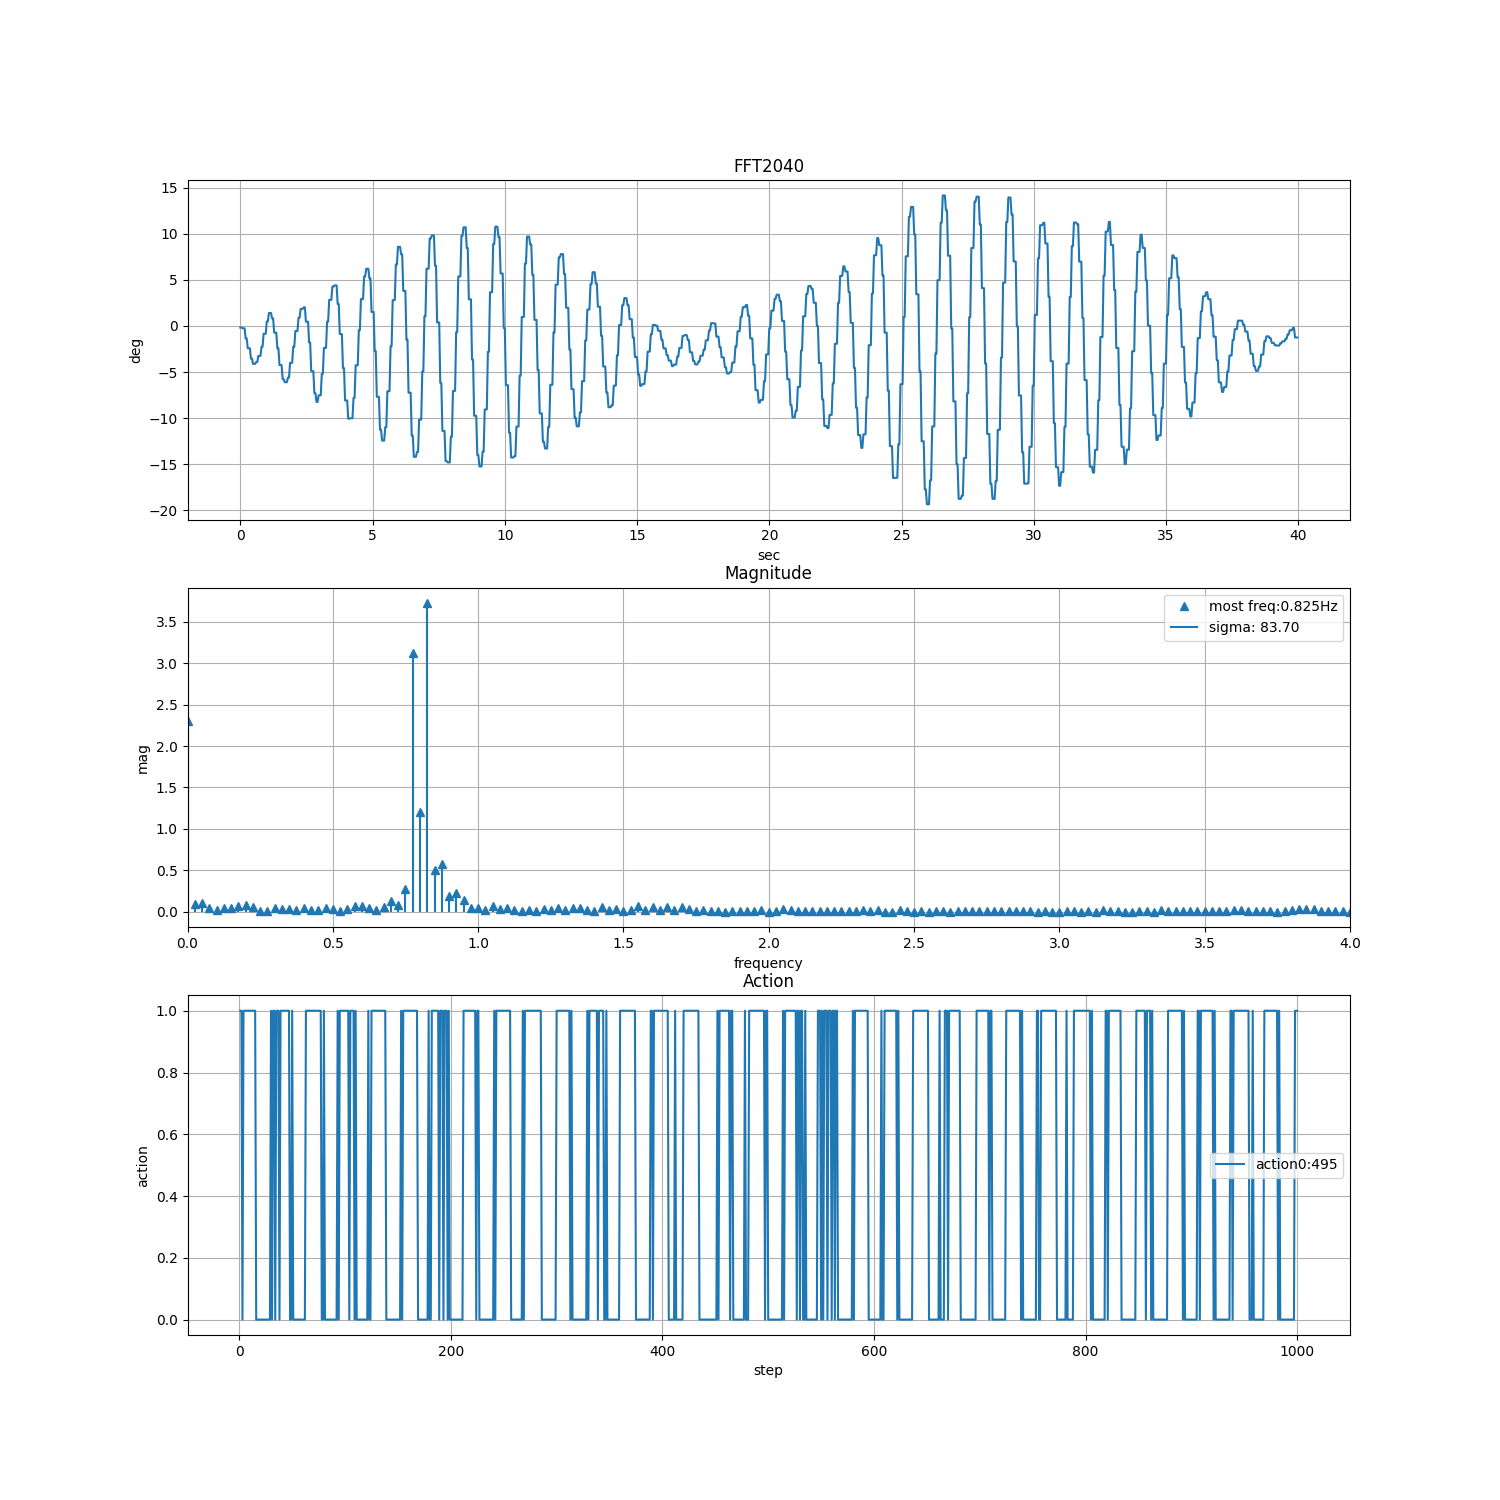 FFT2040
15
10
5
0
−5
−10
−15
−20
deg
0 5 10 15 20 25 30 35 40
sec
Magnitude
most freq:0.825Hz
sigma: 83.70
3.5
3.0
2.5
2.0
1.5
1.0
0.5
0.0
mag
0.0 0.5 1.0 1.5 2.0 2.5 3.0 3.5 4.0
frequency
Action
1.0
0.8
0.6
0.4
0.2
0.0
action
action0:495
0 200 400 600 800 1000
step